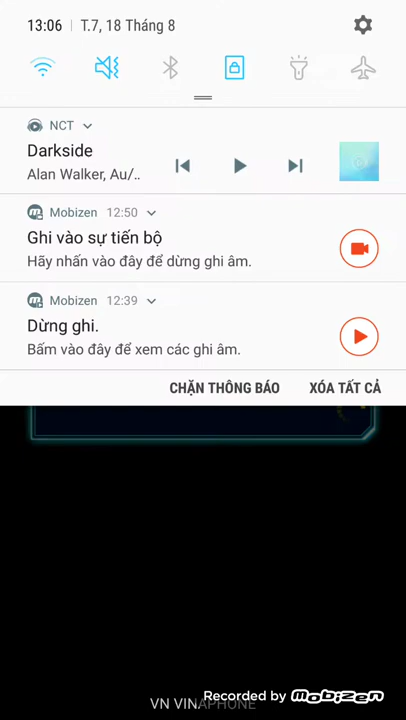 13:06 | T.7, 18 Tháng 8
NCT
Darkside
Alan Walker, Au/..
Mobizen 12:50
Ghi vào sự tiến bộ
Hãy nhấn vào đây để dừng ghi âm.
Mobizen 12:39
Dừng ghi.
Bấm vào đây để xem các ghi âm.
CHẶN THÔNG BÁO XÓA TẤT CẢ
VN VINAPHONE
Recorded by mobizen